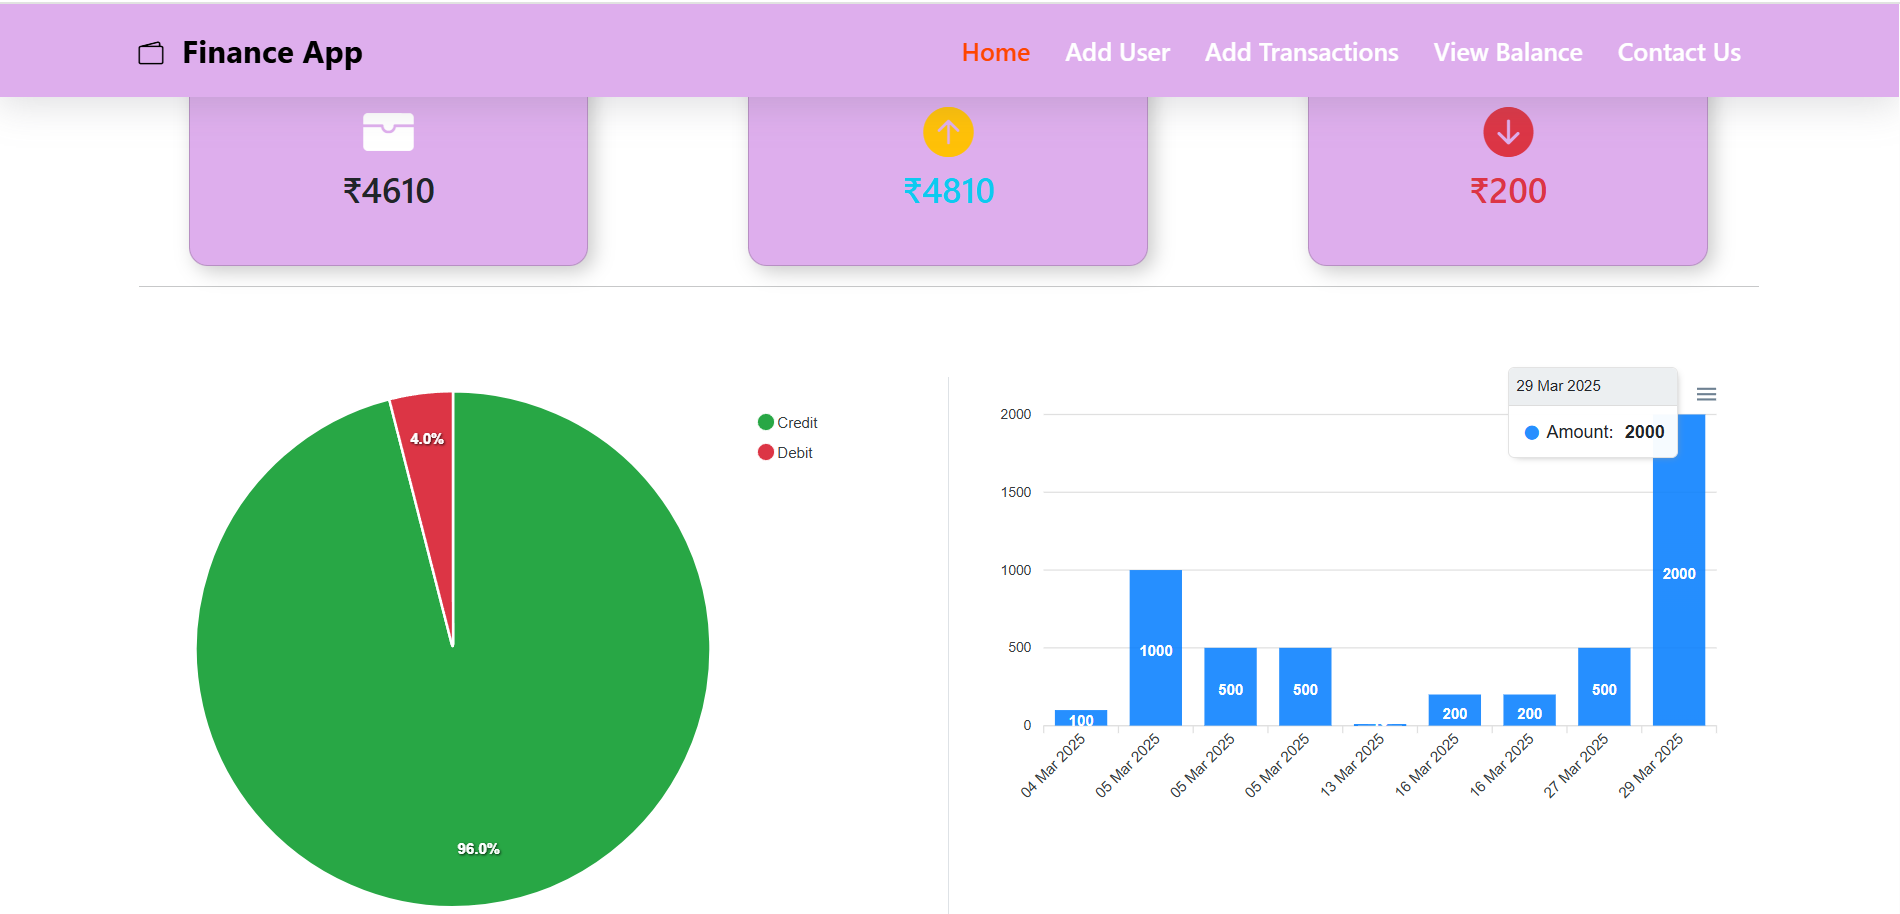 Finance App
Home Add User Add Transactions View Balance Contact Us
₹4610
₹4810
₹200
4.0%
96.0%
Credit
Debit
29 Mar 2025
Amount: 2000
2000
1500
1000
500
0
100
1000
500
500
200
200
500
2000
04 Mar 2025
05 Mar 2025
05 Mar 2025
05 Mar 2025
13 Mar 2025
16 Mar 2025
16 Mar 2025
27 Mar 2025
29 Mar 2025